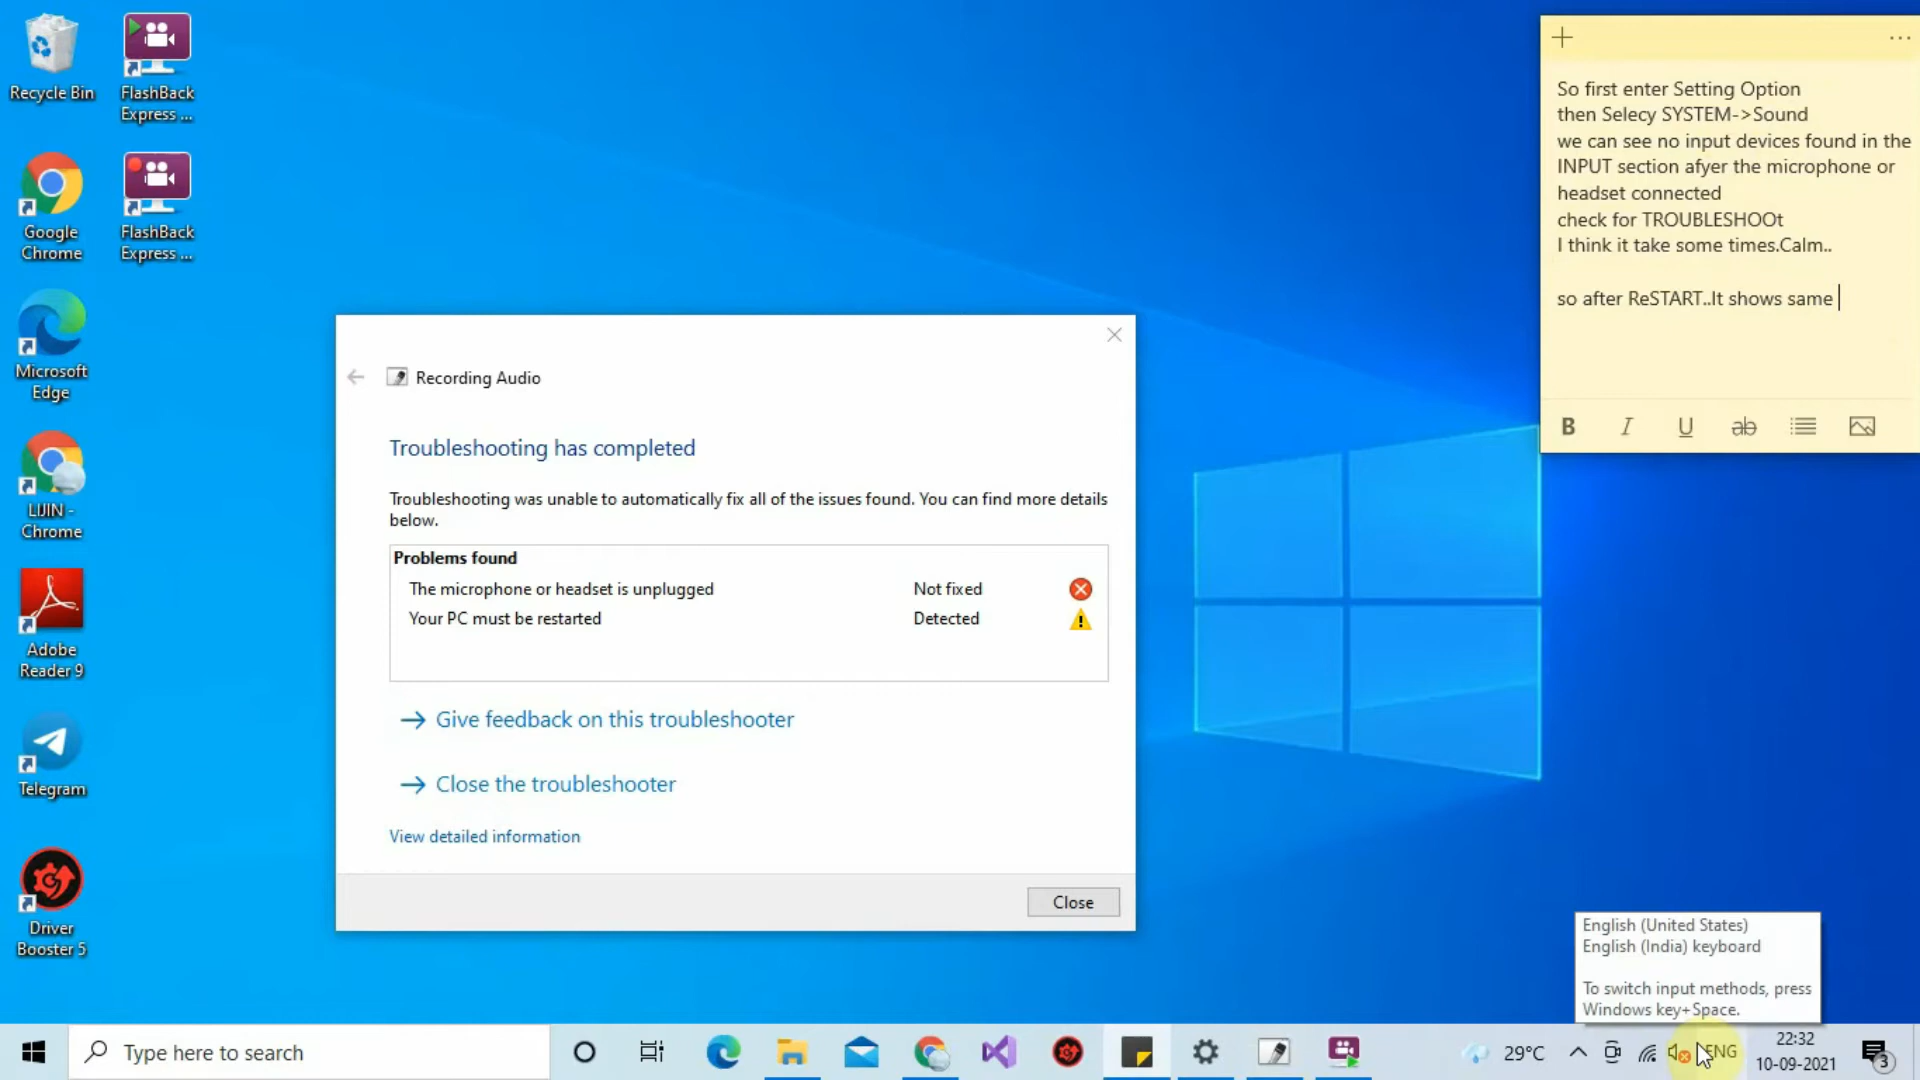 Recycle Bin
FlashBack
Express ...
Google
Chrome
FlashBack
Express ...
Microsoft
Edge
LIJIN -
Chrome
Adobe
Reader 9
Telegram
Driver
Booster 5
So first enter Setting Option
then Selecy SYSTEM->Sound
we can see no input devices found in the
INPUT section afyer the microphone or
headset connected
check for TROUBLESHOOt
I think it take some times.Calm..
so after ReSTART..It shows same
B I U ab
Recording Audio
Troubleshooting has completed
Troubleshooting was unable to automatically fix all of the issues found. You can find more details
below.
Problems found
The microphone or headset is unplugged Not fixed
Your PC must be restarted Detected
Give feedback on this troubleshooter
Close the troubleshooter
View detailed information
Close
English (United States)
English (India) keyboard
To switch input methods, press
Windows key+Space.
Type here to search
29°C
ENG
22:32
10-09-2021
3